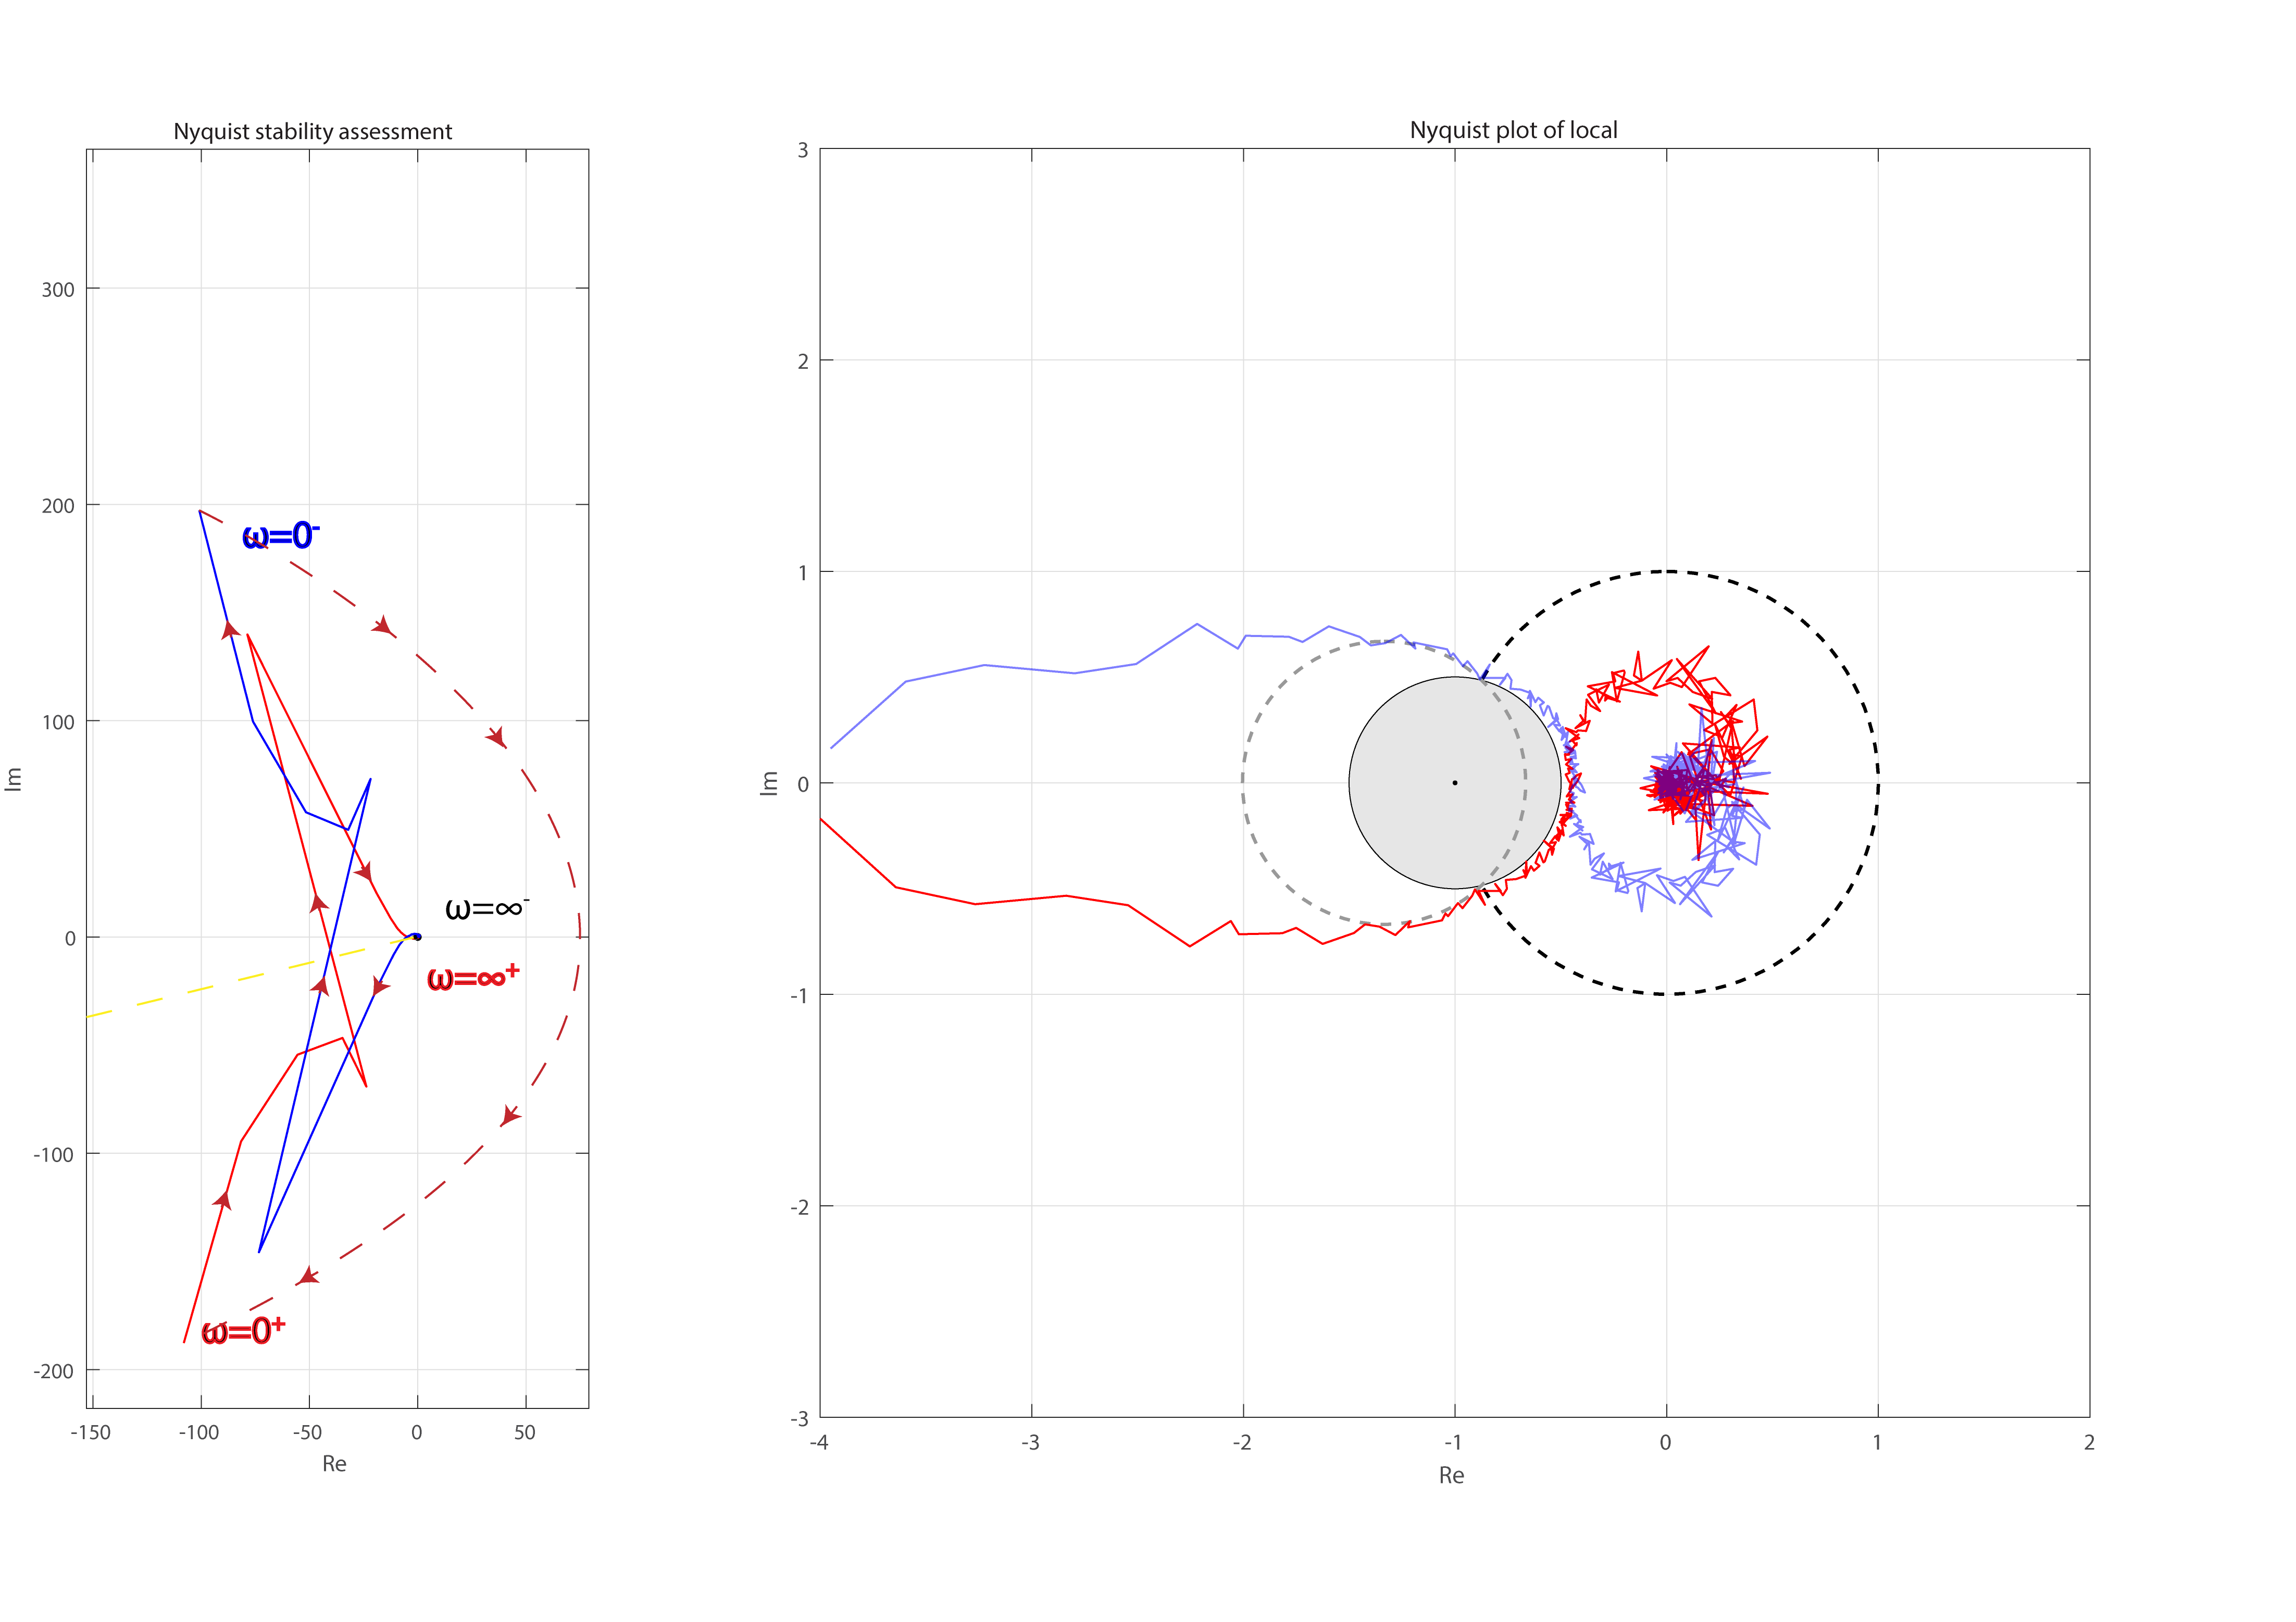 Nyquist stability assessment
300
200
100
0
-100
-200
-150
-100
-50
0
50
Re
Im
ω=0⁻
ω=∞⁻
ω=∞⁺
ω=0⁺
Nyquist plot of local
3
2
1
0
-1
-2
-3
-4
-3
-2
-1
0
1
2
Re
Im